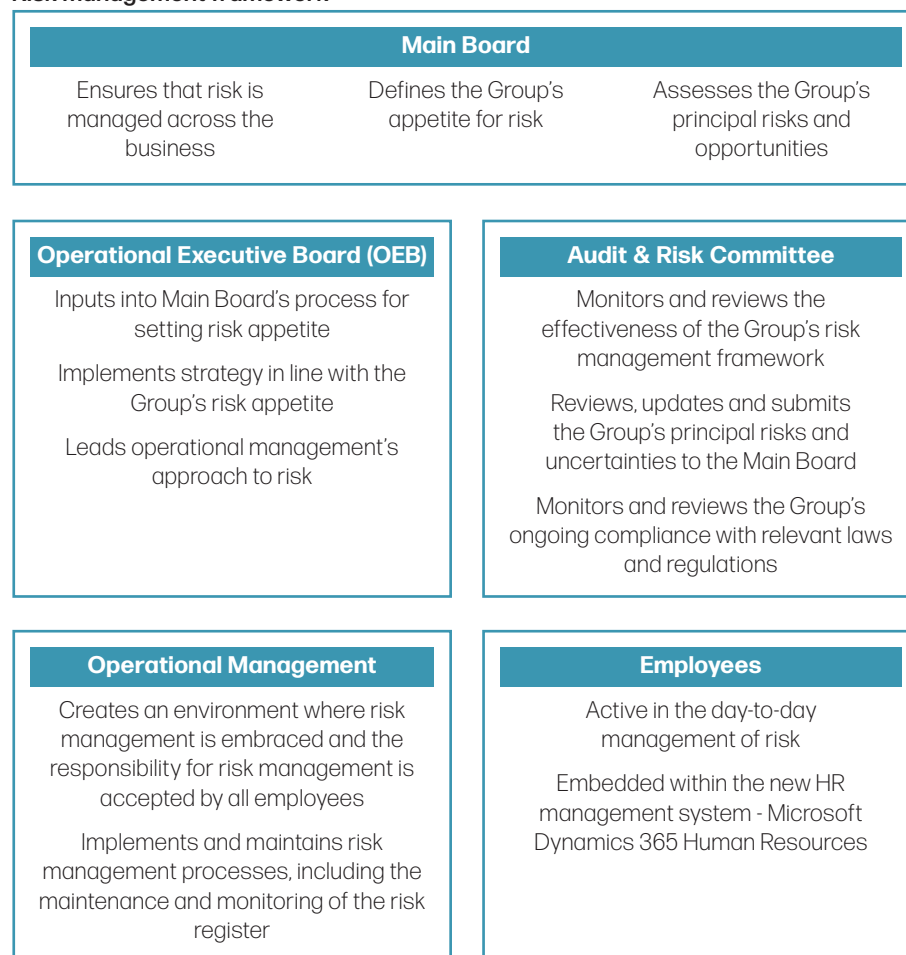 Risk management framework
Main Board
Ensures that risk is
managed across the
business
Defines the Group's
appetite for risk
Assesses the Group's
principal risks and
opportunities
Operational Executive Board (OEB)
Inputs into Main Board's process for
setting risk appetite
Implements strategy in line with the
Group's risk appetite
Leads operational management's
approach to risk
Audit & Risk Committee
Monitors and reviews the
effectiveness of the Group's risk
management framework
Reviews, updates and submits
the Group's principal risks and
uncertainties to the Main Board
Monitors and reviews the Group's
ongoing compliance with relevant laws
and regulations
Operational Management
Creates an environment where risk
management is embraced and the
responsibility for risk management is
accepted by all employees
Implements and maintains risk
management processes, including the
maintenance and monitoring of the risk
register
Employees
Active in the day-to-day
management of risk
Embedded within the new HR
management system - Microsoft
Dynamics 365 Human Resources